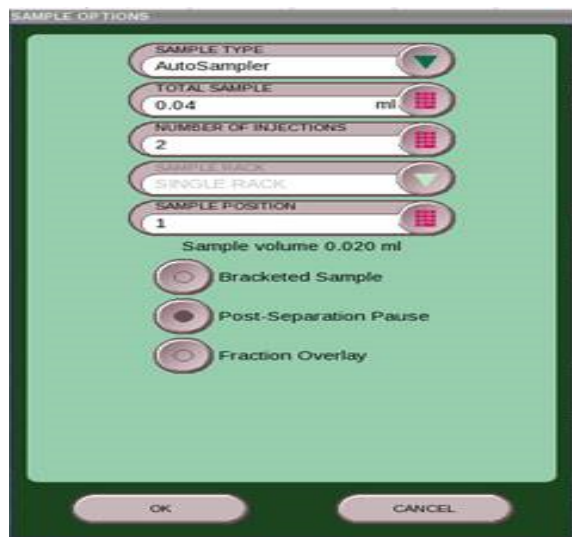 SAMPLE OPTIONS
SAMPLE TYPE
AutoSampler
TOTAL SAMPLE
0.04 ml
NUMBER OF INJECTIONS
2
SAMPLE RACK
SINGLE RACK
SAMPLE POSITION
1
Sample volume 0.020 ml
Bracketed Sample
Post-Separation Pause
Fraction Overlay
OK CANCEL